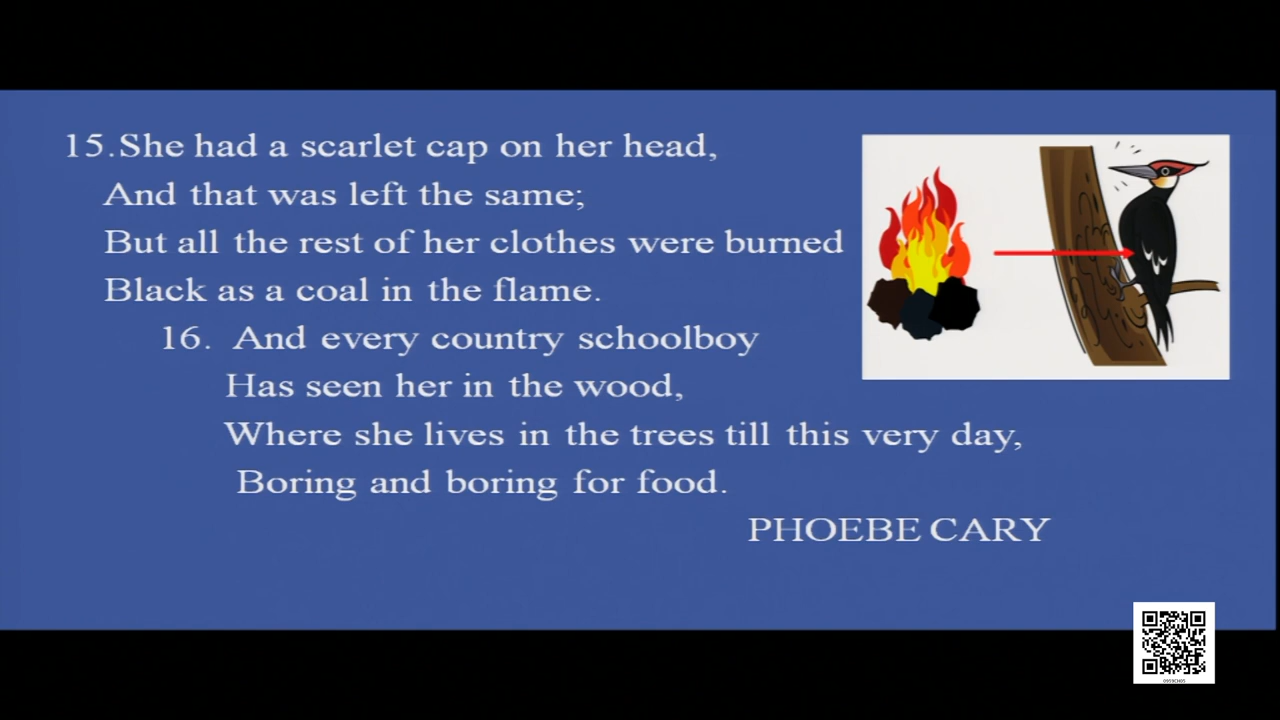 15.She had a scarlet cap on her head,
And that was left the same;
But all the rest of her clothes were burned
Black as a coal in the flame.
16. And every country schoolboy
Has seen her in the wood,
Where she lives in the trees till this very day,
Boring and boring for food.
PHOEBE CARY
0959CH05